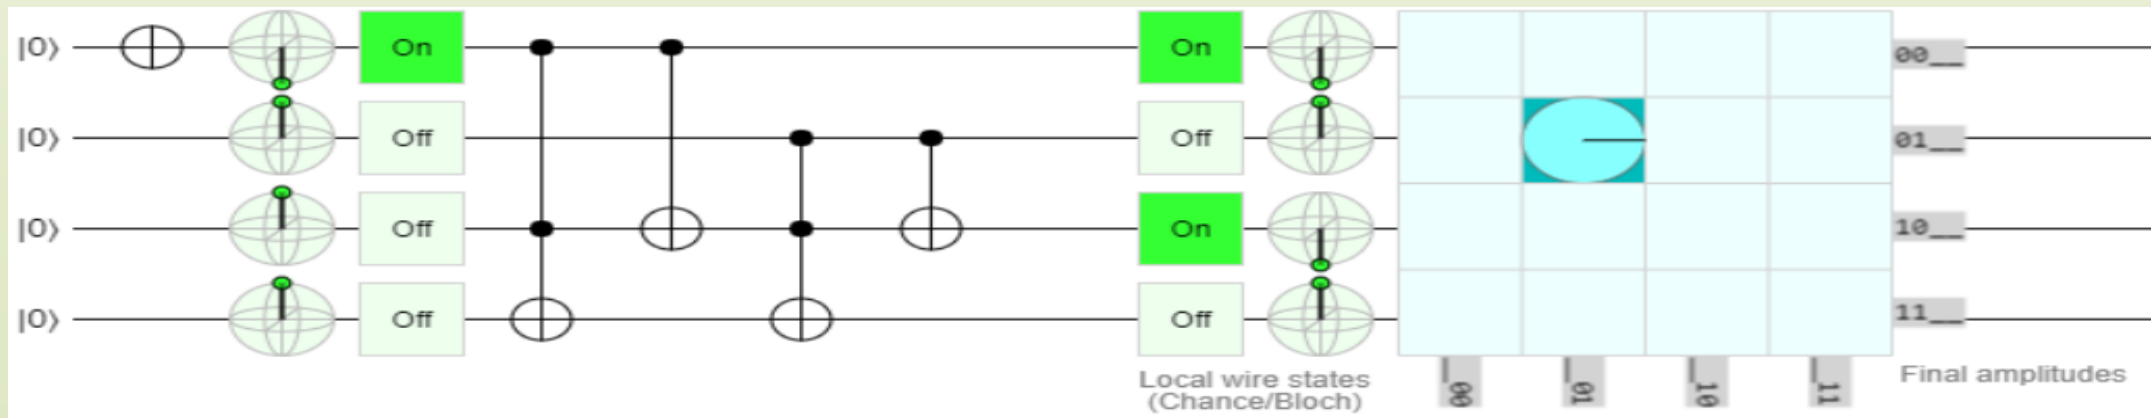 |0⟩ On On 00__
|0⟩ Off Off 01__
|0⟩ Off On 10__
|0⟩ Off Off 11__
Local wire states
(Chance/Bloch)
__00 __01 __10 __11
Final amplitudes